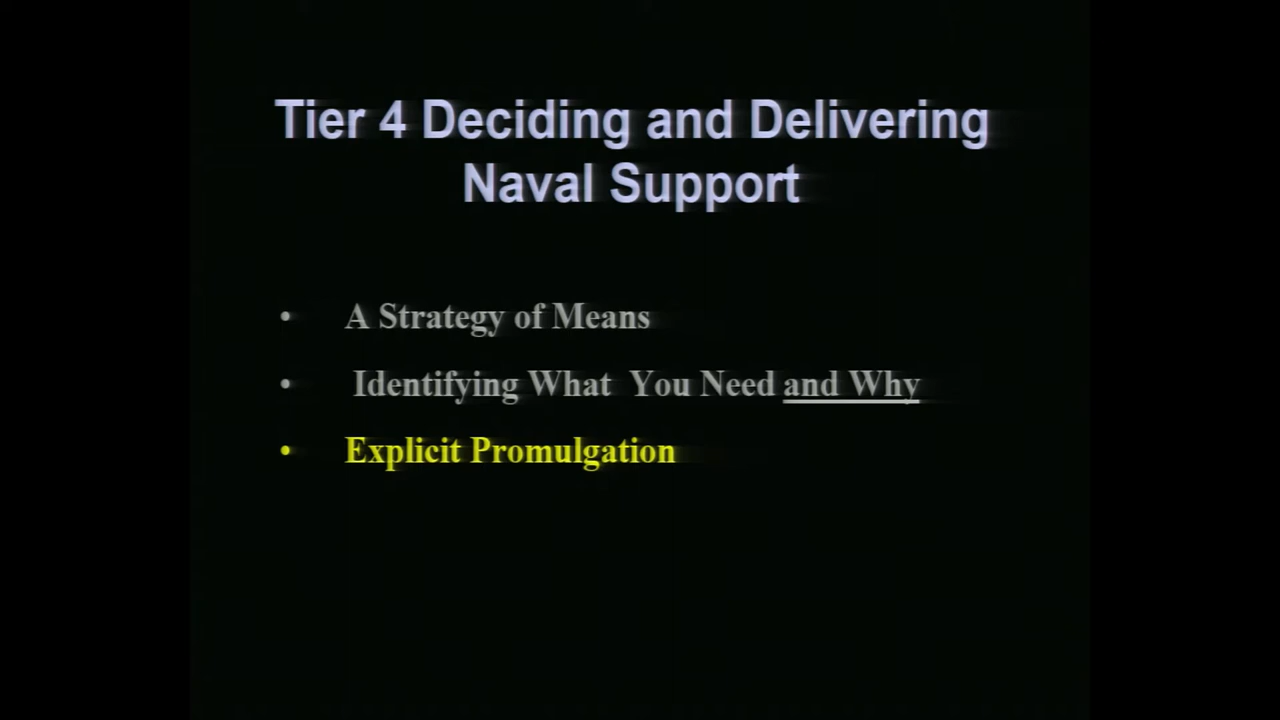 Tier 4 Deciding and Delivering
Naval Support
• A Strategy of Means
• Identifying What You Need and Why
• Explicit Promulgation